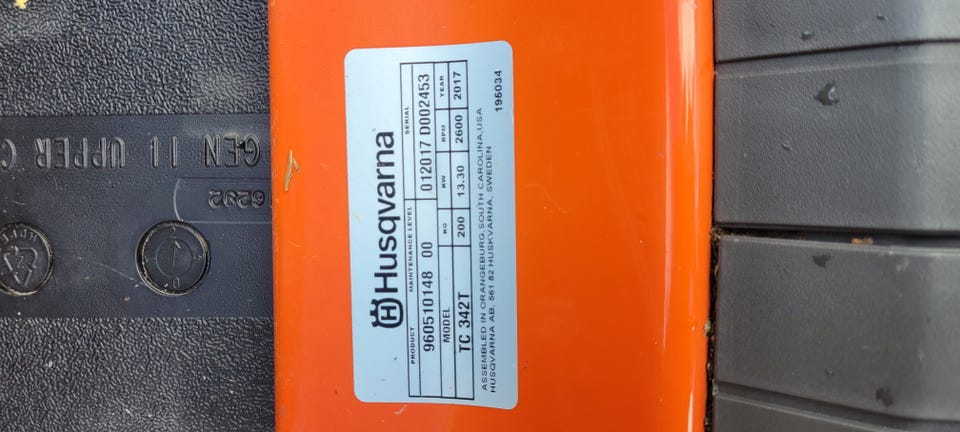 GEN 11 UPPER C
6292
Husqvarna
PRODUCT MAINTENANCE LEVEL SERIAL
960510148 00 012017 D002453
MODEL KG KW RPM YEAR
TC 342T 200 13.30 2600 2017
ASSEMBLED IN ORANGEBURG,SOUTH CAROLINA,USA
HUSQVARNA AB, 561 82 HUSKVARNA, SWEDEN
195034